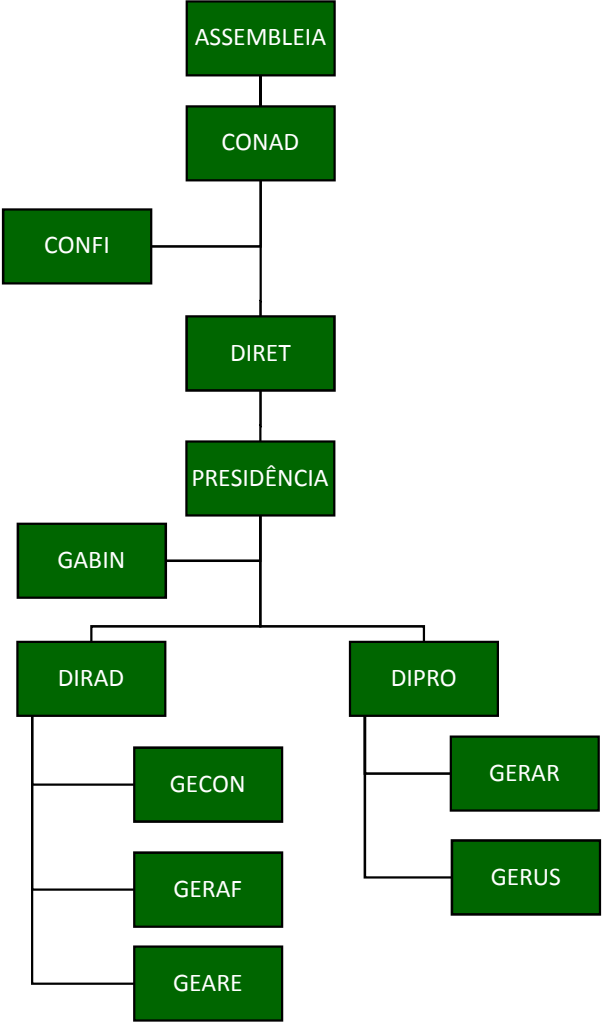 ASSEMBLEIA
CONAD
CONFI
DIRET
PRESIDÊNCIA
GABIN
DIRAD
DIPRO
GECON
GERAR
GERAF
GERUS
GEARE